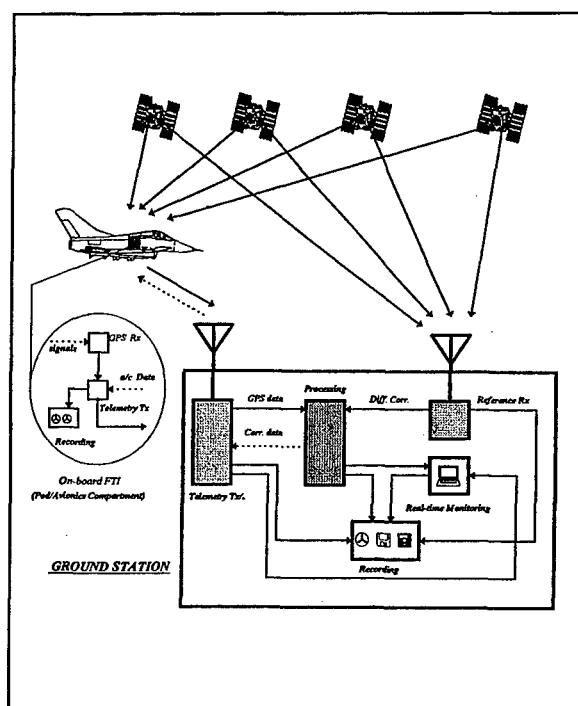 signals
GPS Rx
a/c Data
Telemetry Tx
Recording
On-board FTI
(Pod/Avionics Compartment)
GPS data
Processing
Diff. Corr.
Reference Rx
Corr. data
Telemetry Tx/.
Real-time Monitoring
Recording
GROUND STATION